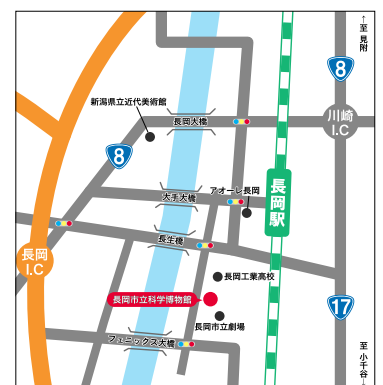 ↑至 見附
8
新潟県立近代美術館
長岡大橋
川崎
I.C
8
大手大橋
アオーレ長岡
長岡駅
長生橋
長岡
I.C
長岡工業高校
長岡市立科学博物館
長岡市立劇場
17
フェニックス大橋
至 小千谷↓